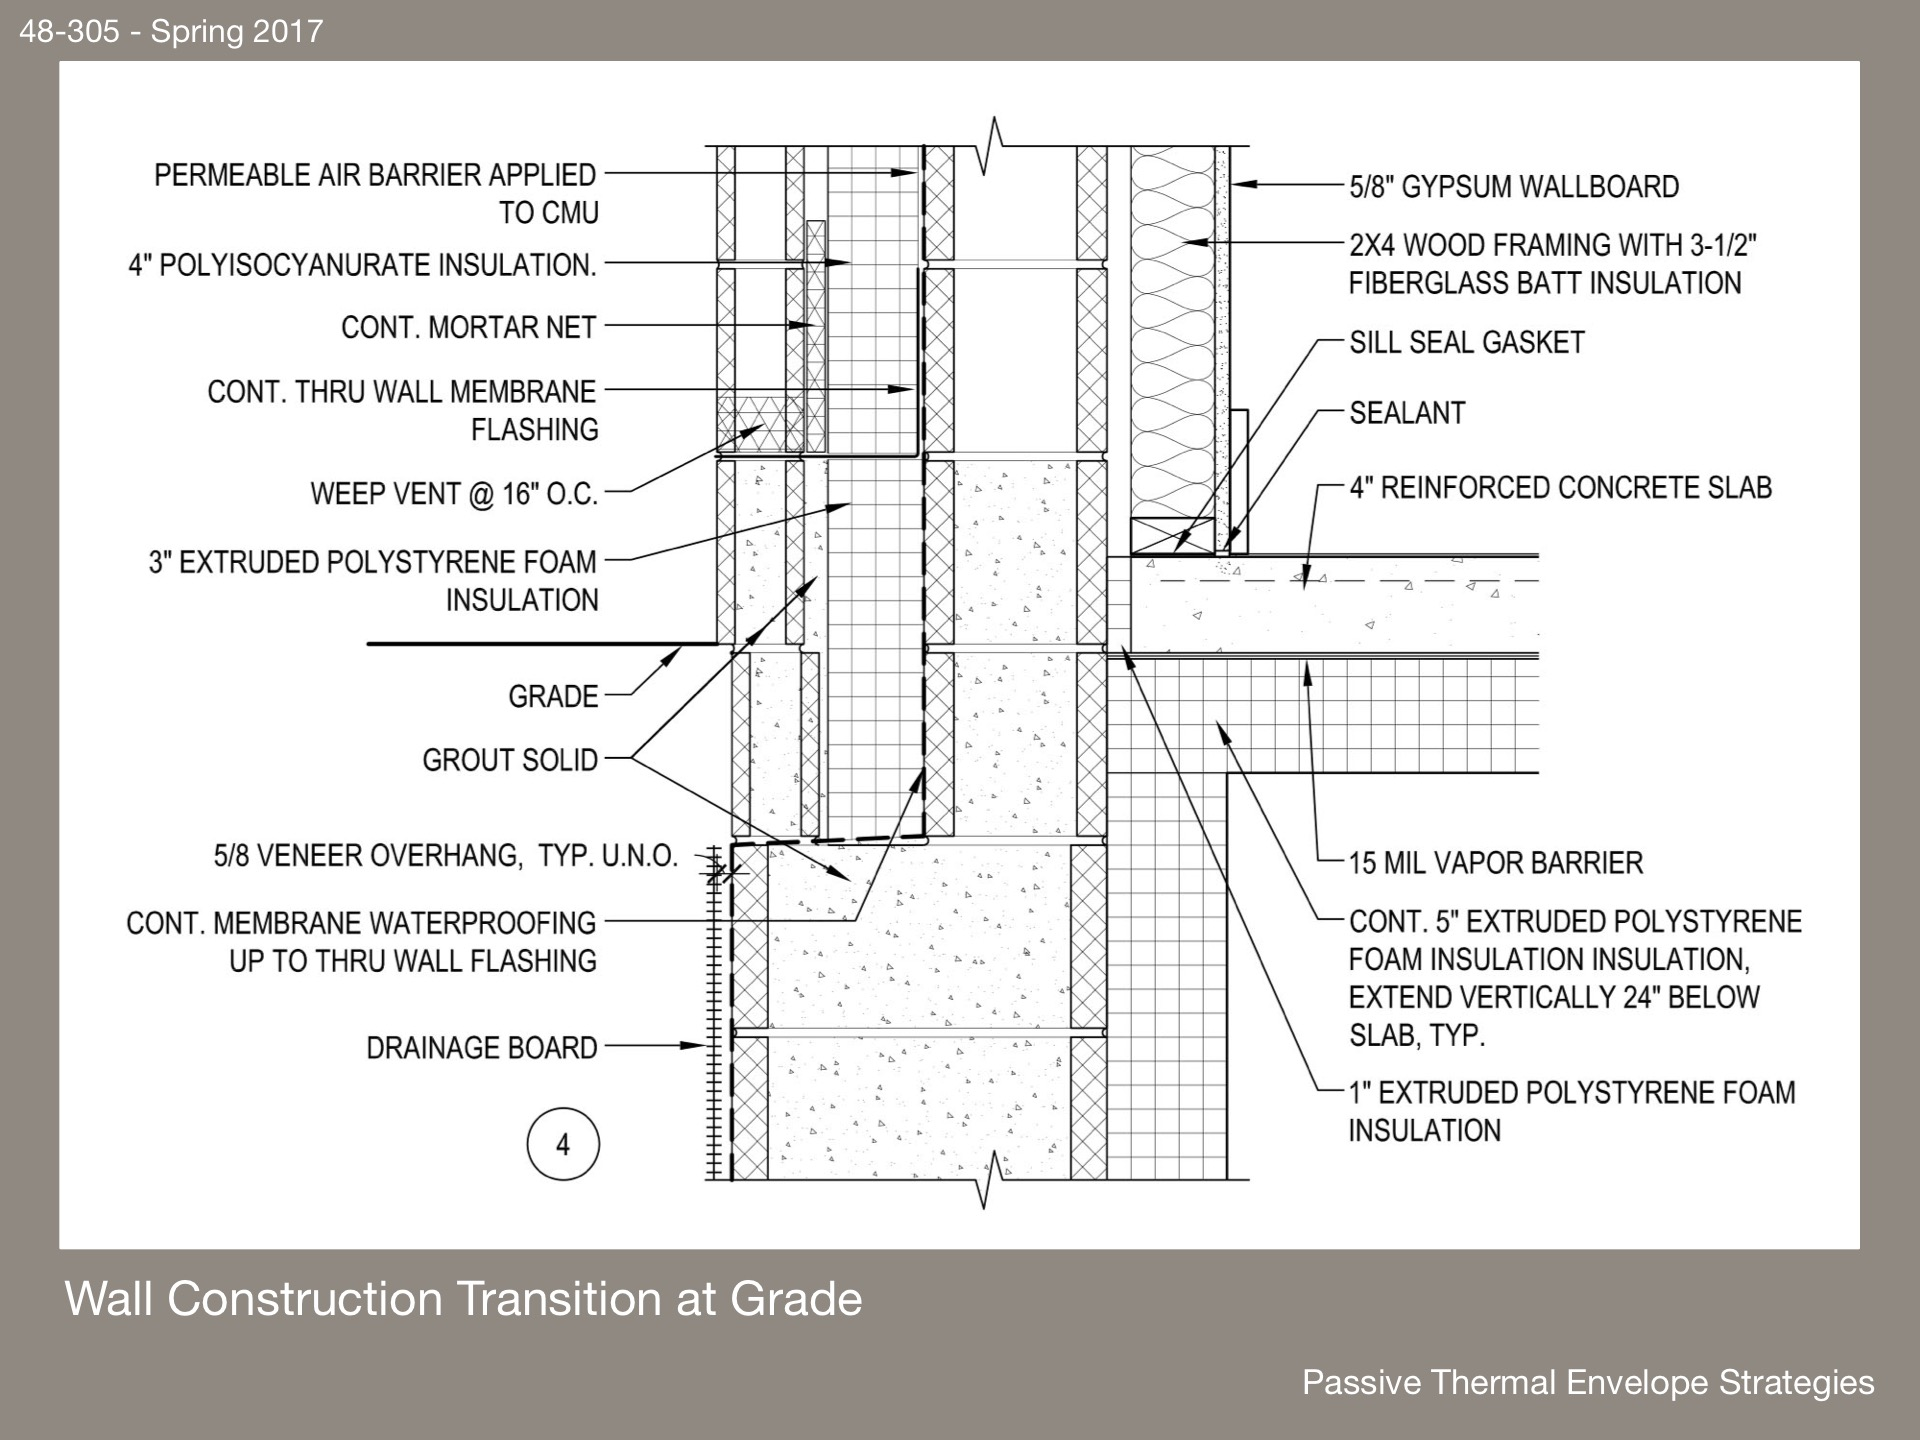 48-305 - Spring 2017
PERMEABLE AIR BARRIER APPLIED
TO CMU
4" POLYISOCYANURATE INSULATION.
CONT. MORTAR NET
CONT. THRU WALL MEMBRANE
FLASHING
WEEP VENT @ 16" O.C.
3" EXTRUDED POLYSTYRENE FOAM
INSULATION
GRADE
GROUT SOLID
5/8 VENEER OVERHANG, TYP. U.N.O.
CONT. MEMBRANE WATERPROOFING
UP TO THRU WALL FLASHING
DRAINAGE BOARD
4
5/8" GYPSUM WALLBOARD
2X4 WOOD FRAMING WITH 3-1/2"
FIBERGLASS BATT INSULATION
SILL SEAL GASKET
SEALANT
4" REINFORCED CONCRETE SLAB
15 MIL VAPOR BARRIER
CONT. 5" EXTRUDED POLYSTYRENE
FOAM INSULATION INSULATION,
EXTEND VERTICALLY 24" BELOW
SLAB, TYP.
1" EXTRUDED POLYSTYRENE FOAM
INSULATION
Wall Construction Transition at Grade
Passive Thermal Envelope Strategies